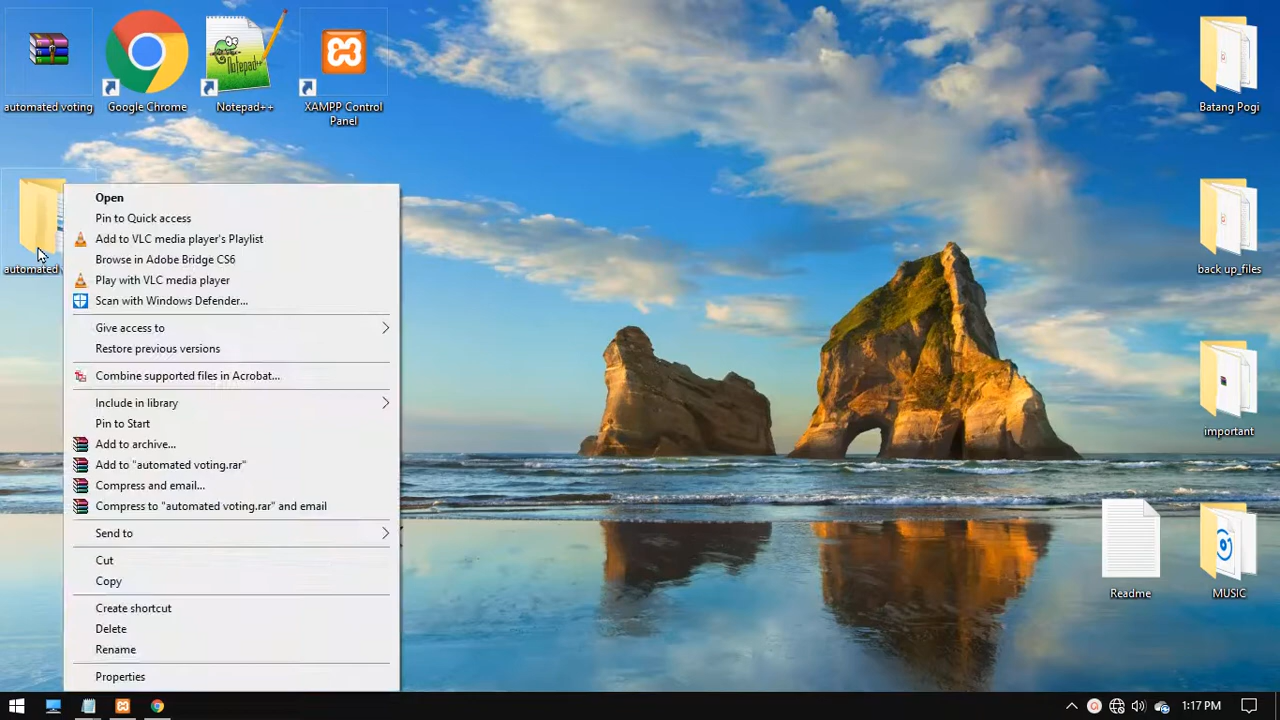 automated voting
Google Chrome
Notepad++
XAMPP Control
Panel
Batang Pogi
automated
Open
Pin to Quick access
Add to VLC media player's Playlist
Browse in Adobe Bridge CS6
Play with VLC media player
Scan with Windows Defender...
Give access to
Restore previous versions
Combine supported files in Acrobat...
Include in library
Pin to Start
Add to archive...
Add to "automated voting.rar"
Compress and email...
Compress to "automated voting.rar" and email
Send to
Cut
Copy
Create shortcut
Delete
Rename
Properties
back up_files
important
Readme
MUSIC
1:17 PM